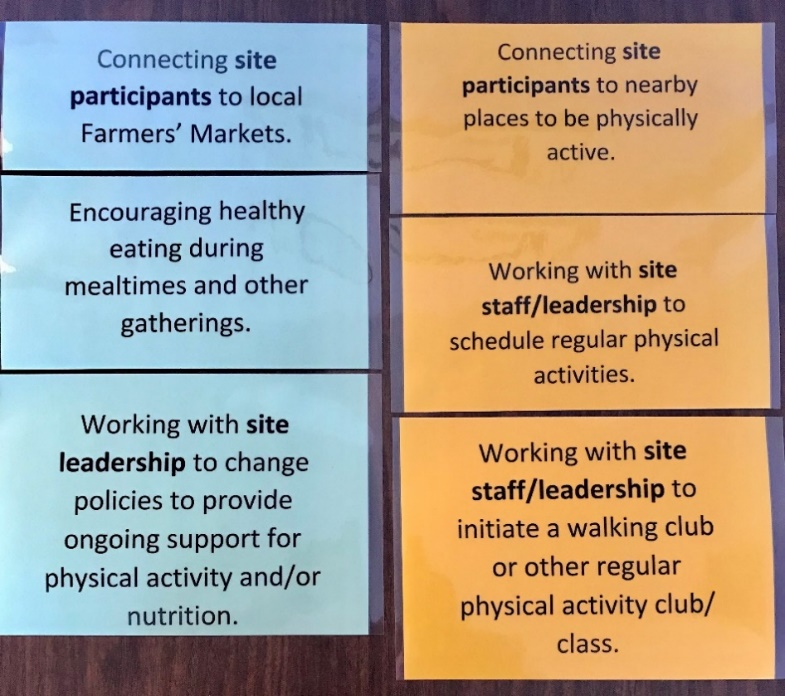 Connecting site
participants to local
Farmers’ Markets.
Encouraging healthy
eating during
mealtimes and other
gatherings.
Working with site
leadership to change
policies to provide
ongoing support for
physical activity and/or
nutrition.
Connecting site
participants to nearby
places to be physically
active.
Working with site
staff/leadership to
schedule regular physical
activities.
Working with site
staff/leadership to
initiate a walking club
or other regular
physical activity club/
class.